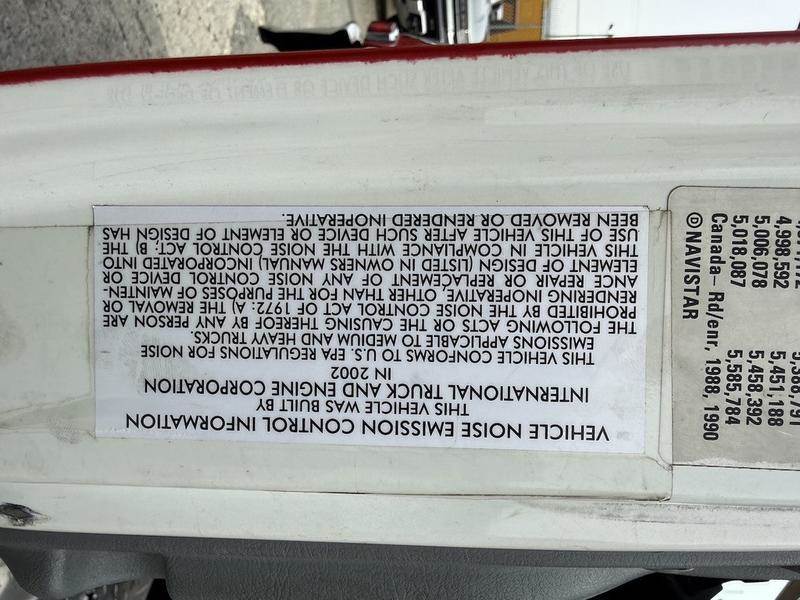 VEHICLE NOISE EMISSION CONTROL INFORMATION
THIS VEHICLE WAS BUILT BY
INTERNATIONAL TRUCK AND ENGINE CORPORATION
IN 2002
THIS VEHICLE CONFORMS TO U.S. EPA REGULATIONS FOR NOISE
EMISSIONS APPLICABLE TO MEDIUM AND HEAVY TRUCKS.
THE FOLLOWING ACTS OR THE CAUSING THEREOF BY ANY PERSON ARE
PROHIBITED BY THE NOISE CONTROL ACT OF 1972: A) THE REMOVAL OR
RENDERING INOPERATIVE, OTHER THAN FOR THE PURPOSES OF MAINTEN-
ANCE REPAIR OR REPLACEMENT OF ANY NOISE CONTROL DEVICE OR
ELEMENT OF DESIGN (LISTED IN OWNERS MANUAL) INCORPORATED INTO
THIS VEHICLE IN COMPLIANCE WITH THE NOISE CONTROL ACT; B) THE
USE OF THIS VEHICLE AFTER SUCH DEVICE OR ELEMENT OF DESIGN HAS
BEEN REMOVED OR RENDERED INOPERATIVE.
4,998,592 5,451,188
5,006,078 5,458,392
5,018,087 5,585,784
Canada– Rd/enr, 1988, 1990
© NAVISTAR